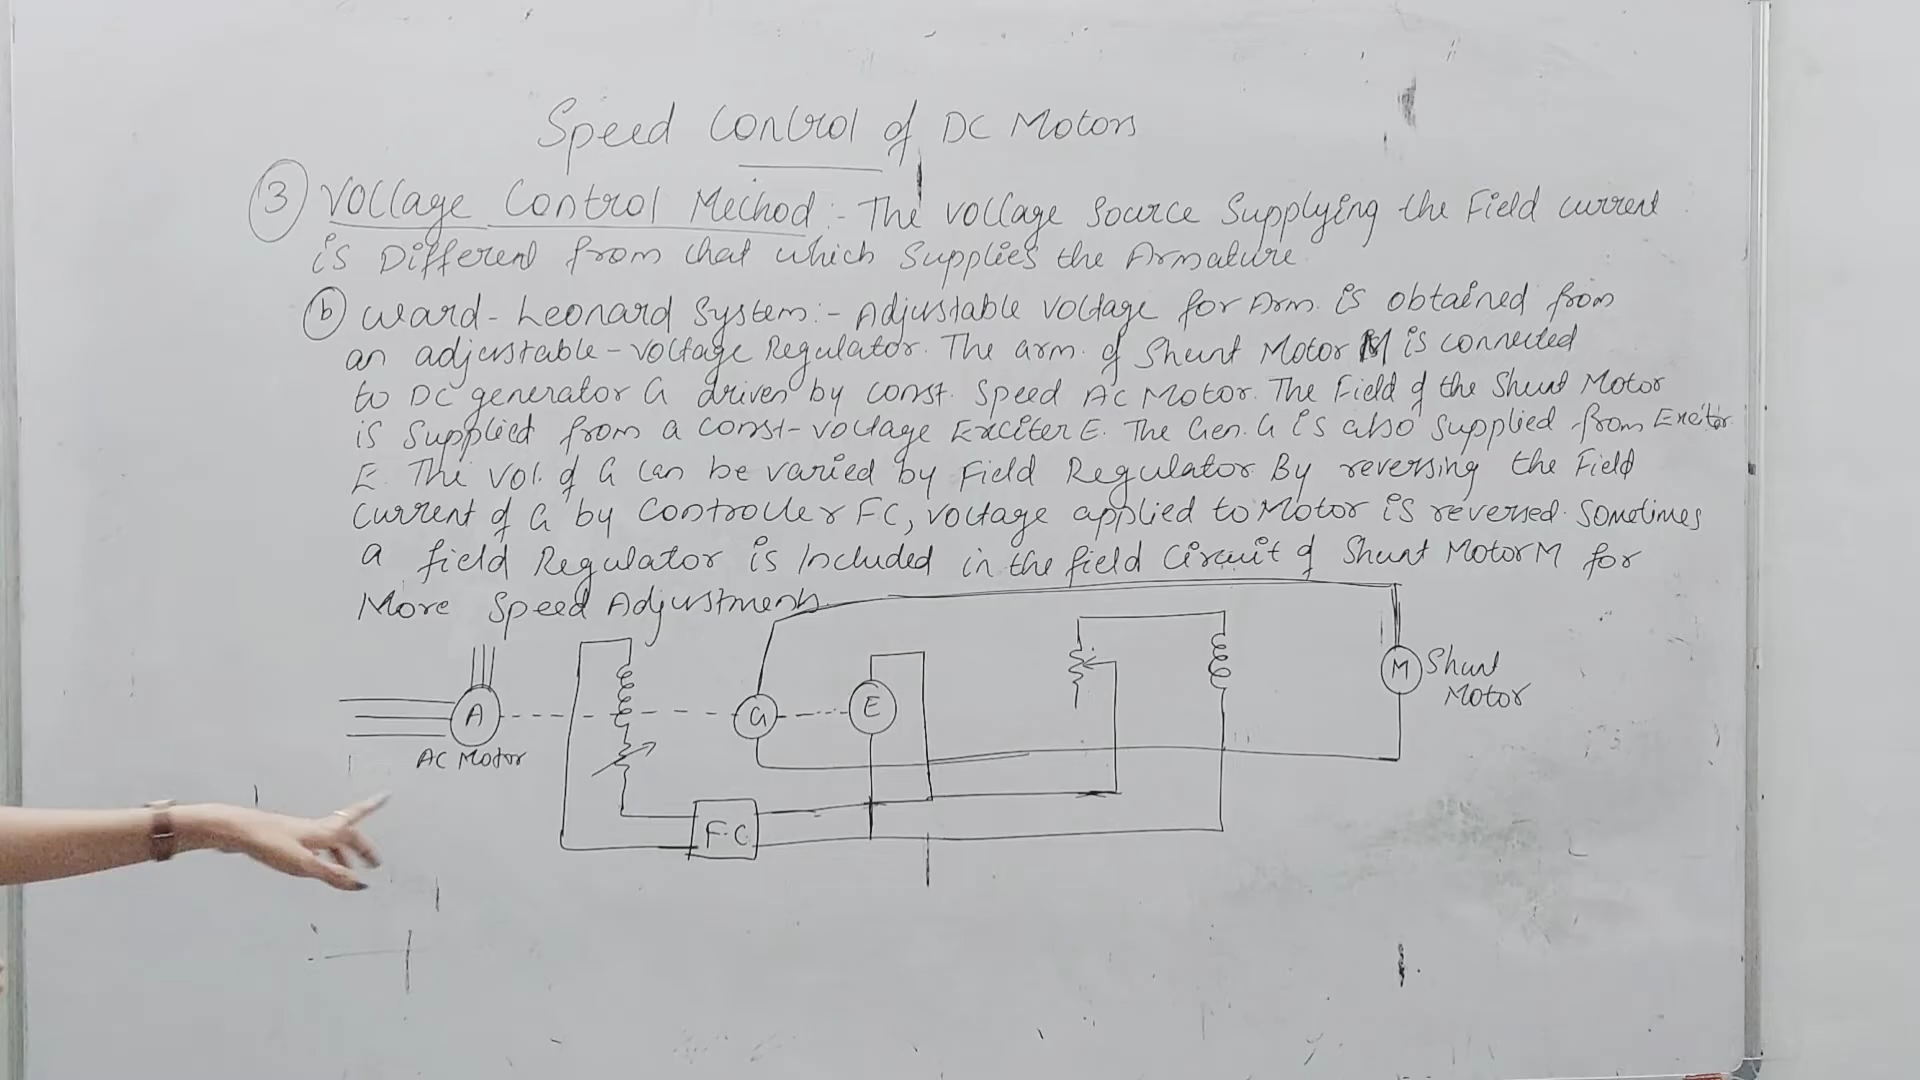 Speed Control of DC Motors
③ Voltage Control Method:- The voltage source supplying the Field current
is Different from that which supplies the Armature
ⓑ Ward-Leonard System:- Adjustable voltage for Arm. is obtained from
an adjustable-voltage Regulator. The arm. of Shunt Motor M is connected
to DC generator G driven by const. speed AC Motor. The Field of the Shunt Motor
is supplied from a const-voltage Exciter E. The Gen. G is also supplied from Exciter
E. The vol. of G can be varied by Field Regulator. By reversing the Field
current of G by Controller FC, voltage applied to Motor is reversed. Sometimes
a field Regulator is Included in the field Circuit of Shunt Motor M for
More Speed Adjustments
A
G
E
M Shunt
Motor
AC Motor
F.C